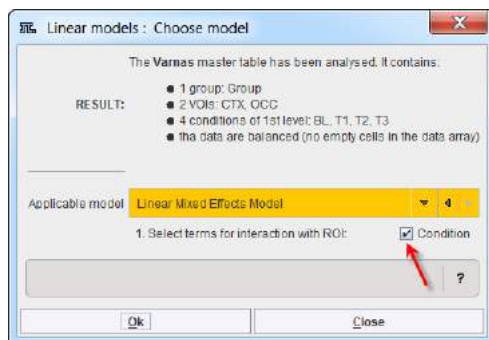 Linear models : Choose model
The Varnas master table has been analysed. It contains:
RESULT:
● 1 group: Group
● 2 VOIs: CTX, OCC
● 4 conditions of 1st level: BL, T1, T2, T3
● tha data are balanced (no empty cells in the data array)
Applicable model Linear Mixed Effects Model
1. Select terms for interaction with ROI: Condition
?
Ok Close